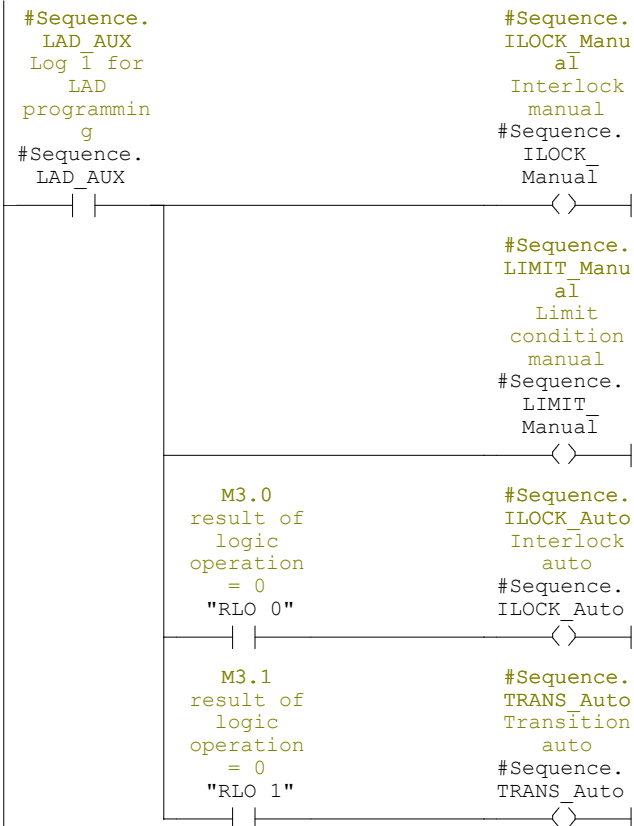 #Sequence.
LAD_AUX
Log 1 for
LAD
programmin
g
#Sequence.
LAD_AUX
#Sequence.
ILOCK_Manu
al
Interlock
manual
#Sequence.
ILOCK_
Manual
#Sequence.
LIMIT_Manu
al
Limit
condition
manual
#Sequence.
LIMIT_
Manual
M3.0
result of
logic
operation
= 0
"RLO 0"
#Sequence.
ILOCK_Auto
Interlock
auto
#Sequence.
ILOCK_Auto
M3.1
result of
logic
operation
= 0
"RLO 1"
#Sequence.
TRANS_Auto
Transition
auto
#Sequence.
TRANS_Auto